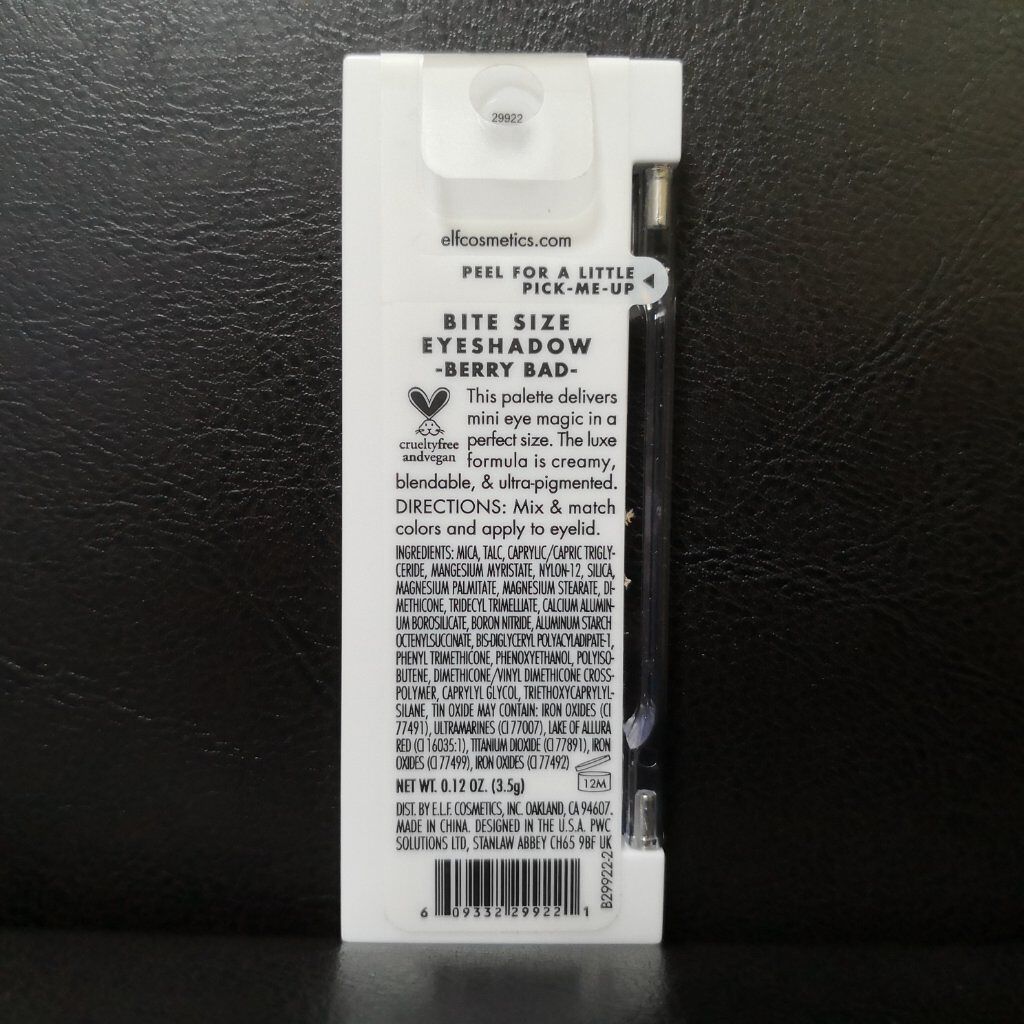 29922
elfcosmetics.com
PEEL FOR A LITTLE
PICK-ME-UP
BITE SIZE
EYESHADOW
-BERRY BAD-
crueltyfree
andvegan
This palette delivers
mini eye magic in a
perfect size. The luxe
formula is creamy,
blendable, & ultra-pigmented.
DIRECTIONS: Mix & match
colors and apply to eyelid.
INGREDIENTS: MICA, TALC, CAPRYLIC/CAPRIC TRIGLY-
CERIDE, MANGESIUM MYRISTATE, NYLON-12, SILICA,
MAGNESIUM PALMITATE, MAGNESIUM STEARATE, DI-
METHICONE, TRIDECYL TRIMELLIATE, CALCIUM ALUMIN-
UM BOROSILICATE, BORON NITRIDE, ALUMINUM STARCH
OCTENYLSUCCINATE, BIS-DIGLYCERYL POLYACYLADIPATE-1,
PHENYL TRIMETHICONE, PHENOXYETHANOL, POLYISO-
BUTENE, DIMETHICONE/VINYL DIMETHICONE CROSS-
POLYMER, CAPRYLYL GLYCOL, TRIETHOXYCAPRYLYL-
SILANE, TIN OXIDE MAY CONTAIN: IRON OXIDES (CI
77491), ULTRAMARINES (CI 77007), LAKE OF ALLURA
RED (CI 16035:1), TITANIUM DIOXIDE (CI 77891), IRON
OXIDES (CI 77499), IRON OXIDES (CI 77492)
12M
NET WT. 0.12 OZ. (3.5g)
DIST. BY E.L.F. COSMETICS, INC. OAKLAND, CA 94607.
MADE IN CHINA. DESIGNED IN THE U.S.A. PWC
SOLUTIONS LTD, STANLAW ABBEY CH65 9BF UK
B29922-2
6 09332 29922 1